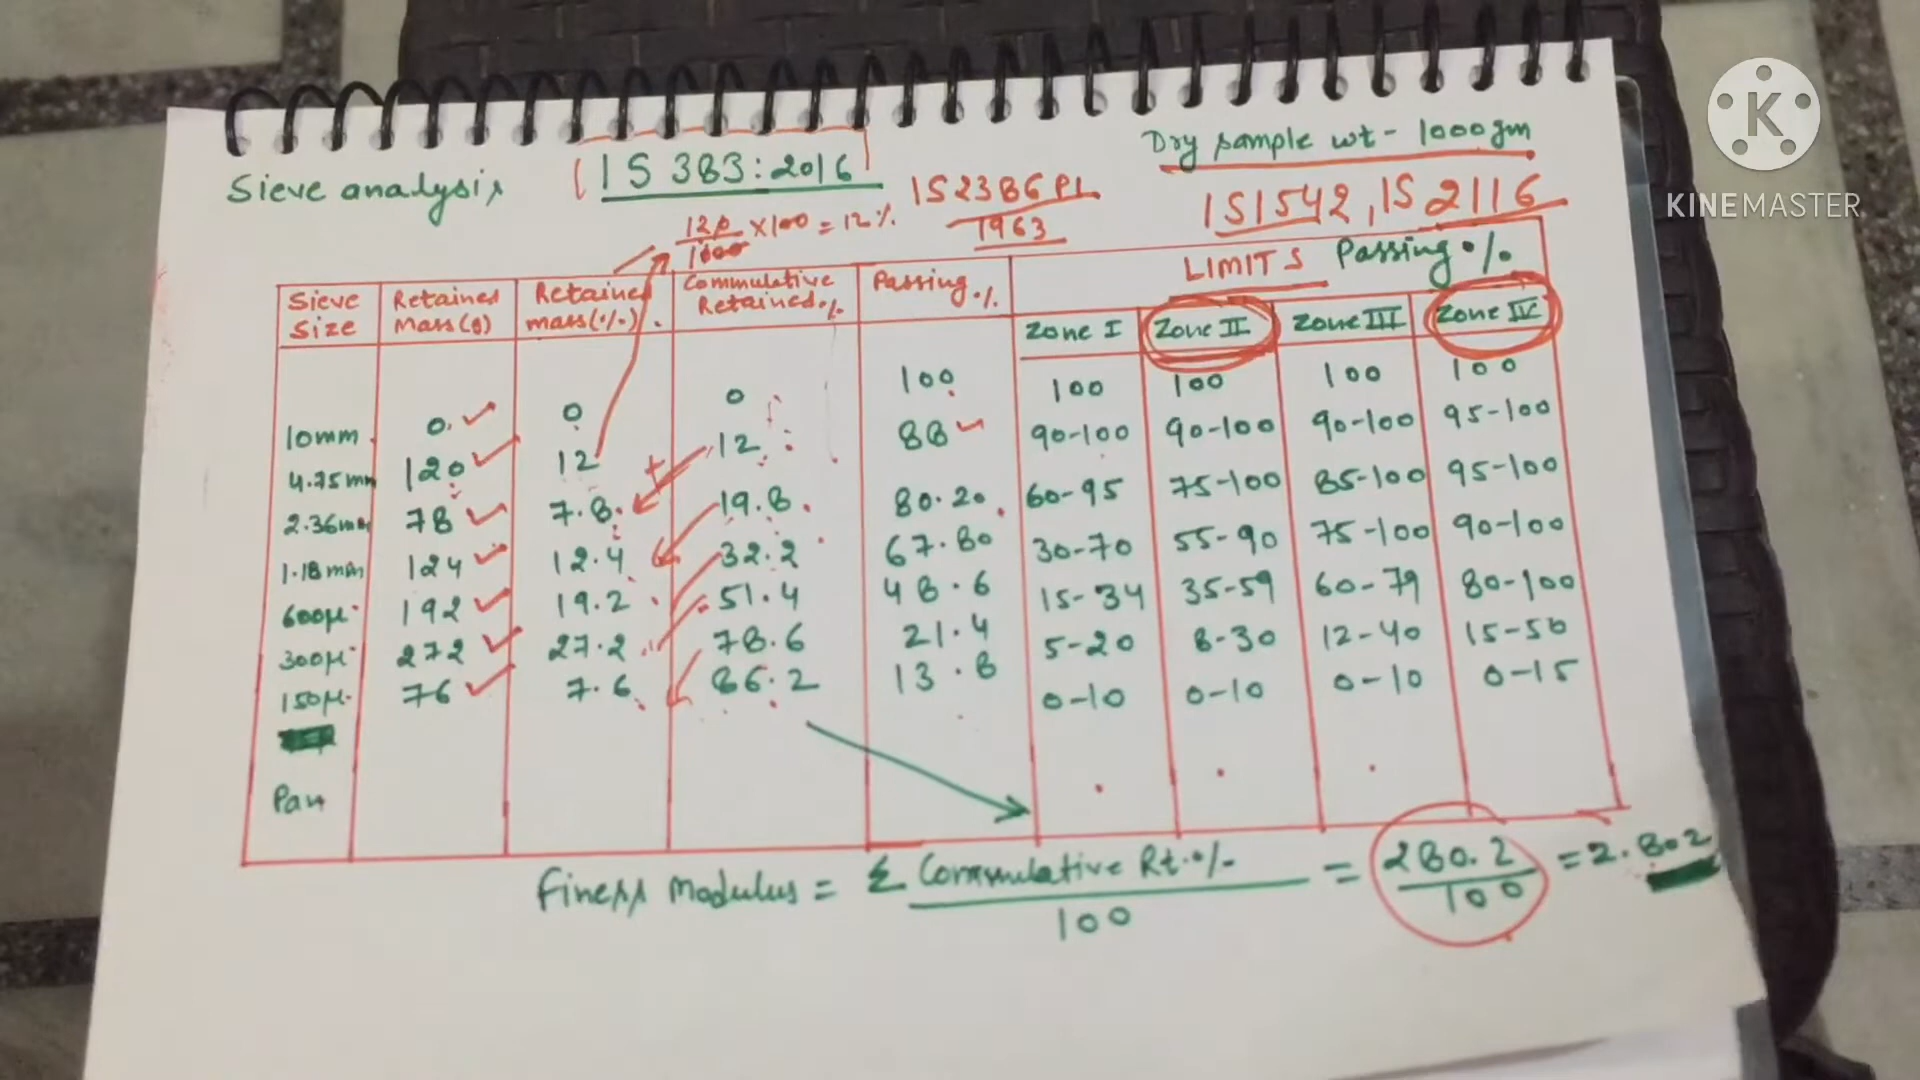 K
KINEMASTER
Sieve analysis
IS 383:2016
IS2386 P1
1963
Dry sample wt - 1000gm
IS1542, IS 2116
120/1000 ×100 = 12%
LIMITS Passing %
Sieve Size | Retained Mass(g) | Retained mass(%) | Commulative Retained% | Passing % | Zone I | Zone II | Zone III | Zone IV
10mm | 0 | 0 | 0 | 100 | 100 | 100 | 100 | 100
4.75mm | 120 | 12 | 12 | 88 | 90-100 | 90-100 | 90-100 | 95-100
2.36mm | 78 | 7.8 | 19.8 | 80.20 | 60-95 | 75-100 | 85-100 | 95-100
1.18mm | 124 | 12.4 | 32.2 | 67.80 | 30-70 | 55-90 | 75-100 | 90-100
600μ | 192 | 19.2 | 51.4 | 48.6 | 15-34 | 35-59 | 60-79 | 80-100
300μ | 272 | 27.2 | 78.6 | 21.4 | 5-20 | 8-30 | 12-40 | 15-50
150μ | 76 | 7.6 | 86.2 | 13.8 | 0-10 | 0-10 | 0-10 | 0-15
Pan
Finess Modulus = Σ Commulative Rt.% / 100 = 280.2 / 100 = 2.802